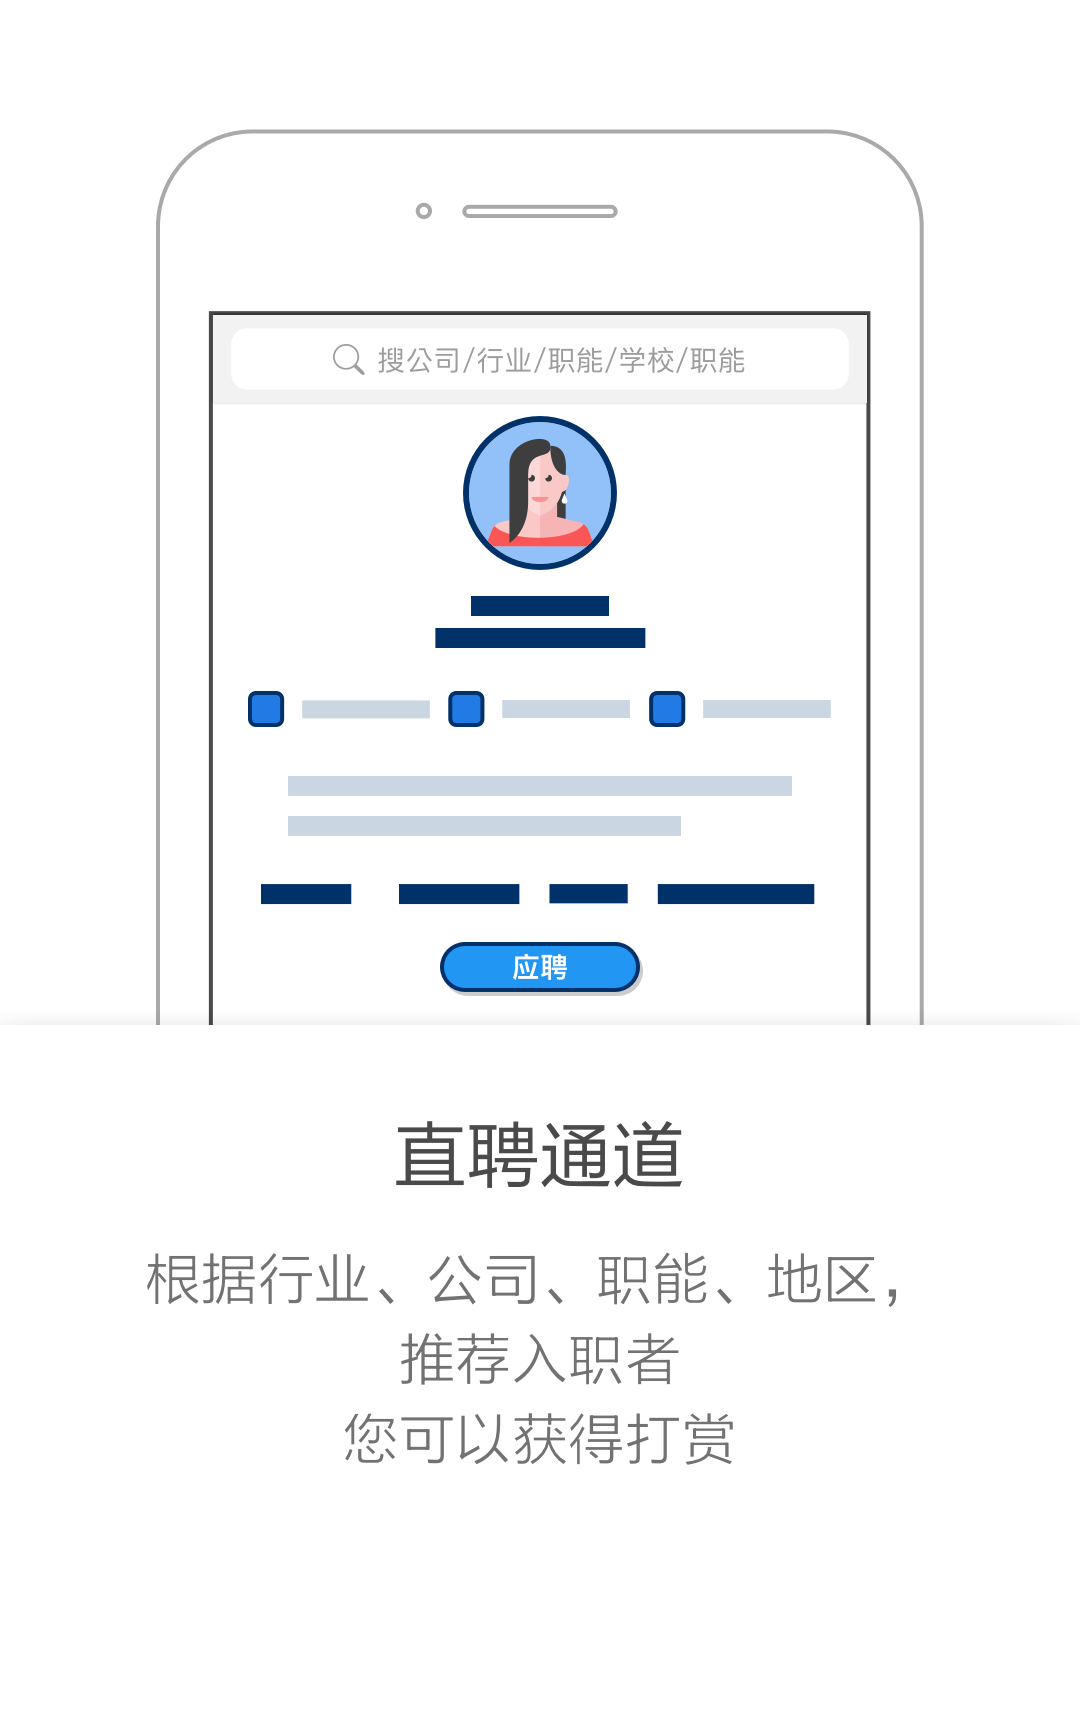 搜公司/行业/职能/学校/职能
应聘
直聘通道
根据行业、公司、职能、地区，
推荐入职者
您可以获得打赏